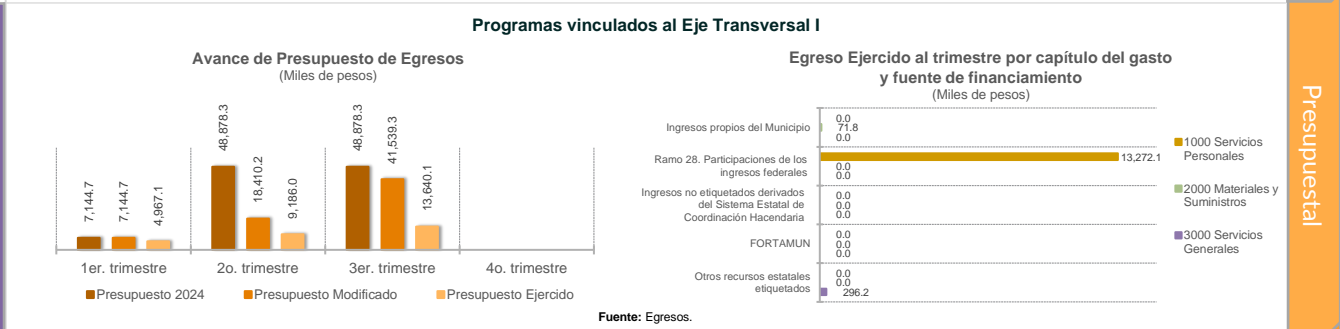 Programas vinculados al Eje Transversal I
Avance de Presupuesto de Egresos
(Miles de pesos)
7,144.7
7,144.7
4,967.1
48,878.3
18,410.2
9,186.0
48,878.3
41,539.3
13,640.1
1er. trimestre
2o. trimestre
3er. trimestre
4o. trimestre
Presupuesto 2024
Presupuesto Modificado
Presupuesto Ejercido
Egreso Ejercido al trimestre por capítulo del gasto
y fuente de financiamiento
(Miles de pesos)
Ingresos propios del Municipio
0.0
71.8
0.0
Ramo 28. Participaciones de los
ingresos federales
13,272.1
0.0
0.0
Ingresos no etiquetados derivados
del Sistema Estatal de
Coordinación Hacendaria
0.0
0.0
0.0
FORTAMUN
0.0
0.0
0.0
Otros recursos estatales
etiquetados
0.0
0.0
296.2
1000 Servicios
Personales
2000 Materiales y
Suministros
3000 Servicios
Generales
Fuente: Egresos.
Presupuestal